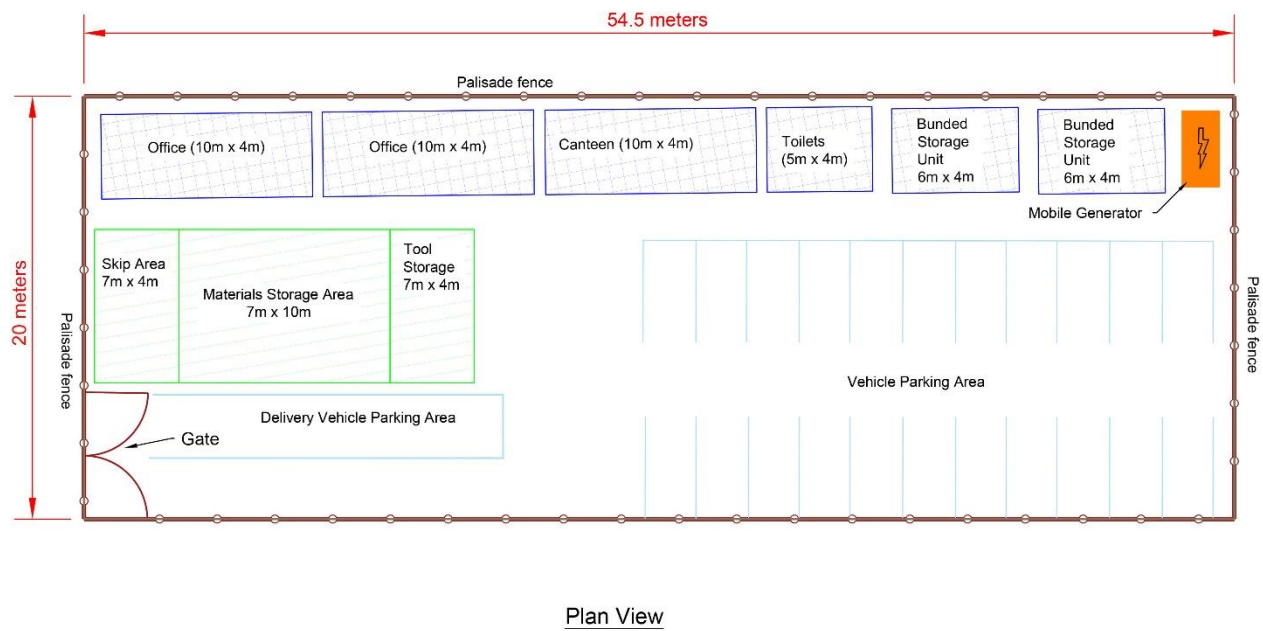 54.5 meters
Palisade fence
20 meters
Palisade fence
Office (10m x 4m)
Office (10m x 4m)
Canteen (10m x 4m)
Toilets
(5m x 4m)
Bunded
Storage
Unit
6m x 4m
Bunded
Storage
Unit
6m x 4m
Mobile Generator
Skip Area
7m x 4m
Materials Storage Area
7m x 10m
Tool
Storage
7m x 4m
Palisade fence
Vehicle Parking Area
Delivery Vehicle Parking Area
Gate
Plan View